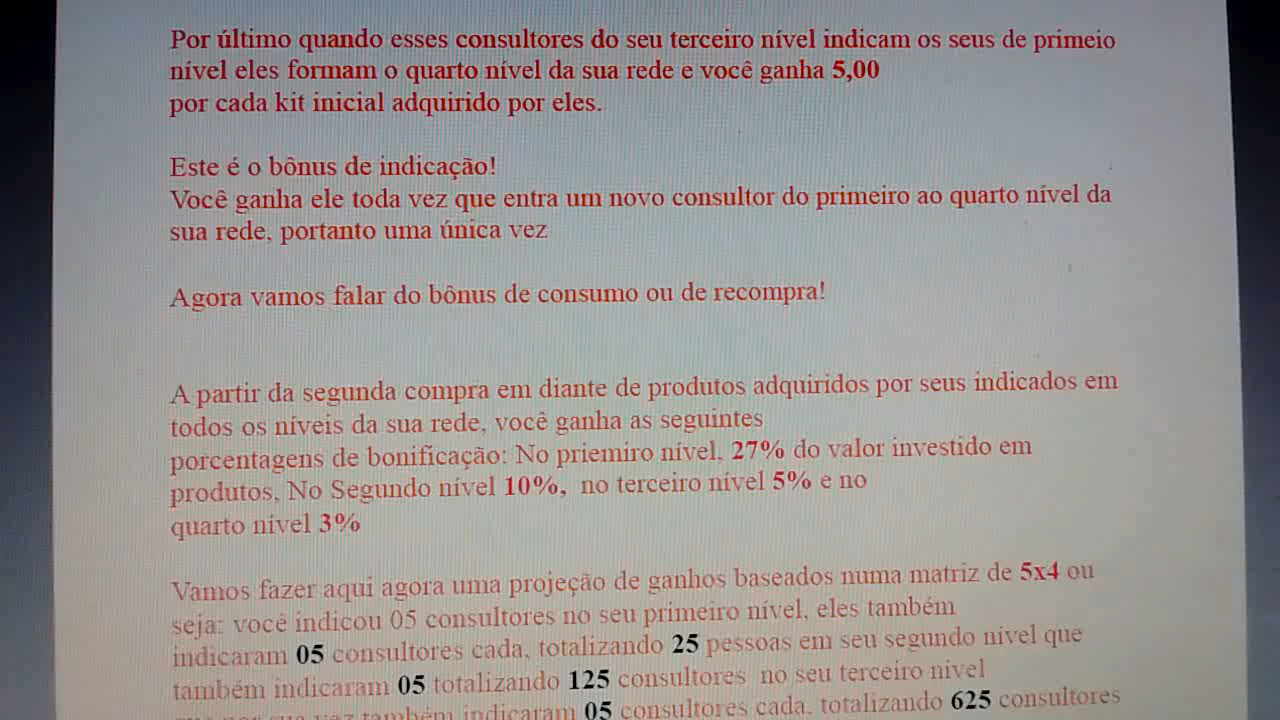 Por último quando esses consultores do seu terceiro nível indicam os seus de primeio
nível eles formam o quarto nível da sua rede e você ganha 5,00
por cada kit inicial adquirido por eles.
Este é o bônus de indicação!
Você ganha ele toda vez que entra um novo consultor do primeiro ao quarto nível da
sua rede, portanto uma única vez
Agora vamos falar do bônus de consumo ou de recompra!
A partir da segunda compra em diante de produtos adquiridos por seus indicados em
todos os níveis da sua rede, você ganha as seguintes
porcentagens de bonificação: No priemiro nível, 27% do valor investido em
produtos, No Segundo nível 10%, no terceiro nível 5% e no
quarto nível 3%
Vamos fazer aqui agora uma projeção de ganhos baseados numa matriz de 5x4 ou
seja: você indicou 05 consultores no seu primeiro nível, eles também
indicaram 05 consultores cada, totalizando 25 pessoas em seu segundo nível que
também indicaram 05 totalizando 125 consultores no seu terceiro nível
que por sua vez também indicaram 05 consultores cada, totalizando 625 consultores